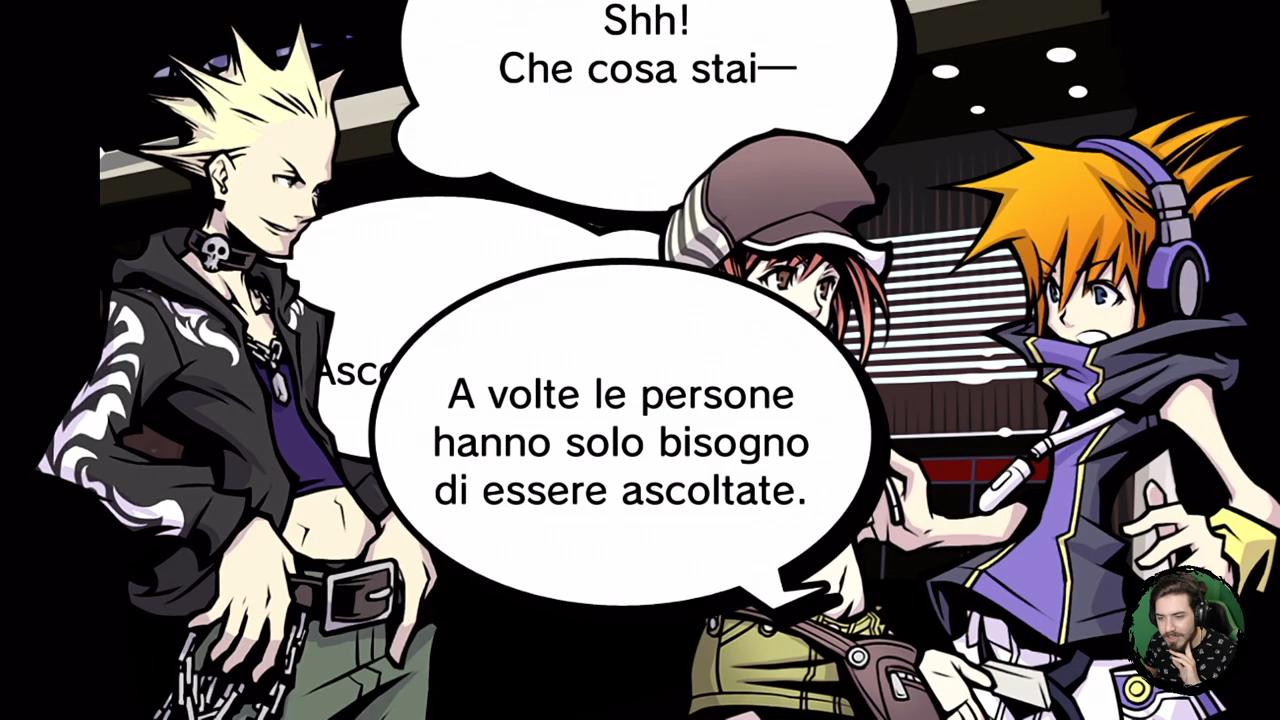 Shh!
Che cosa stai—
A volte le persone
hanno solo bisogno
di essere ascoltate.